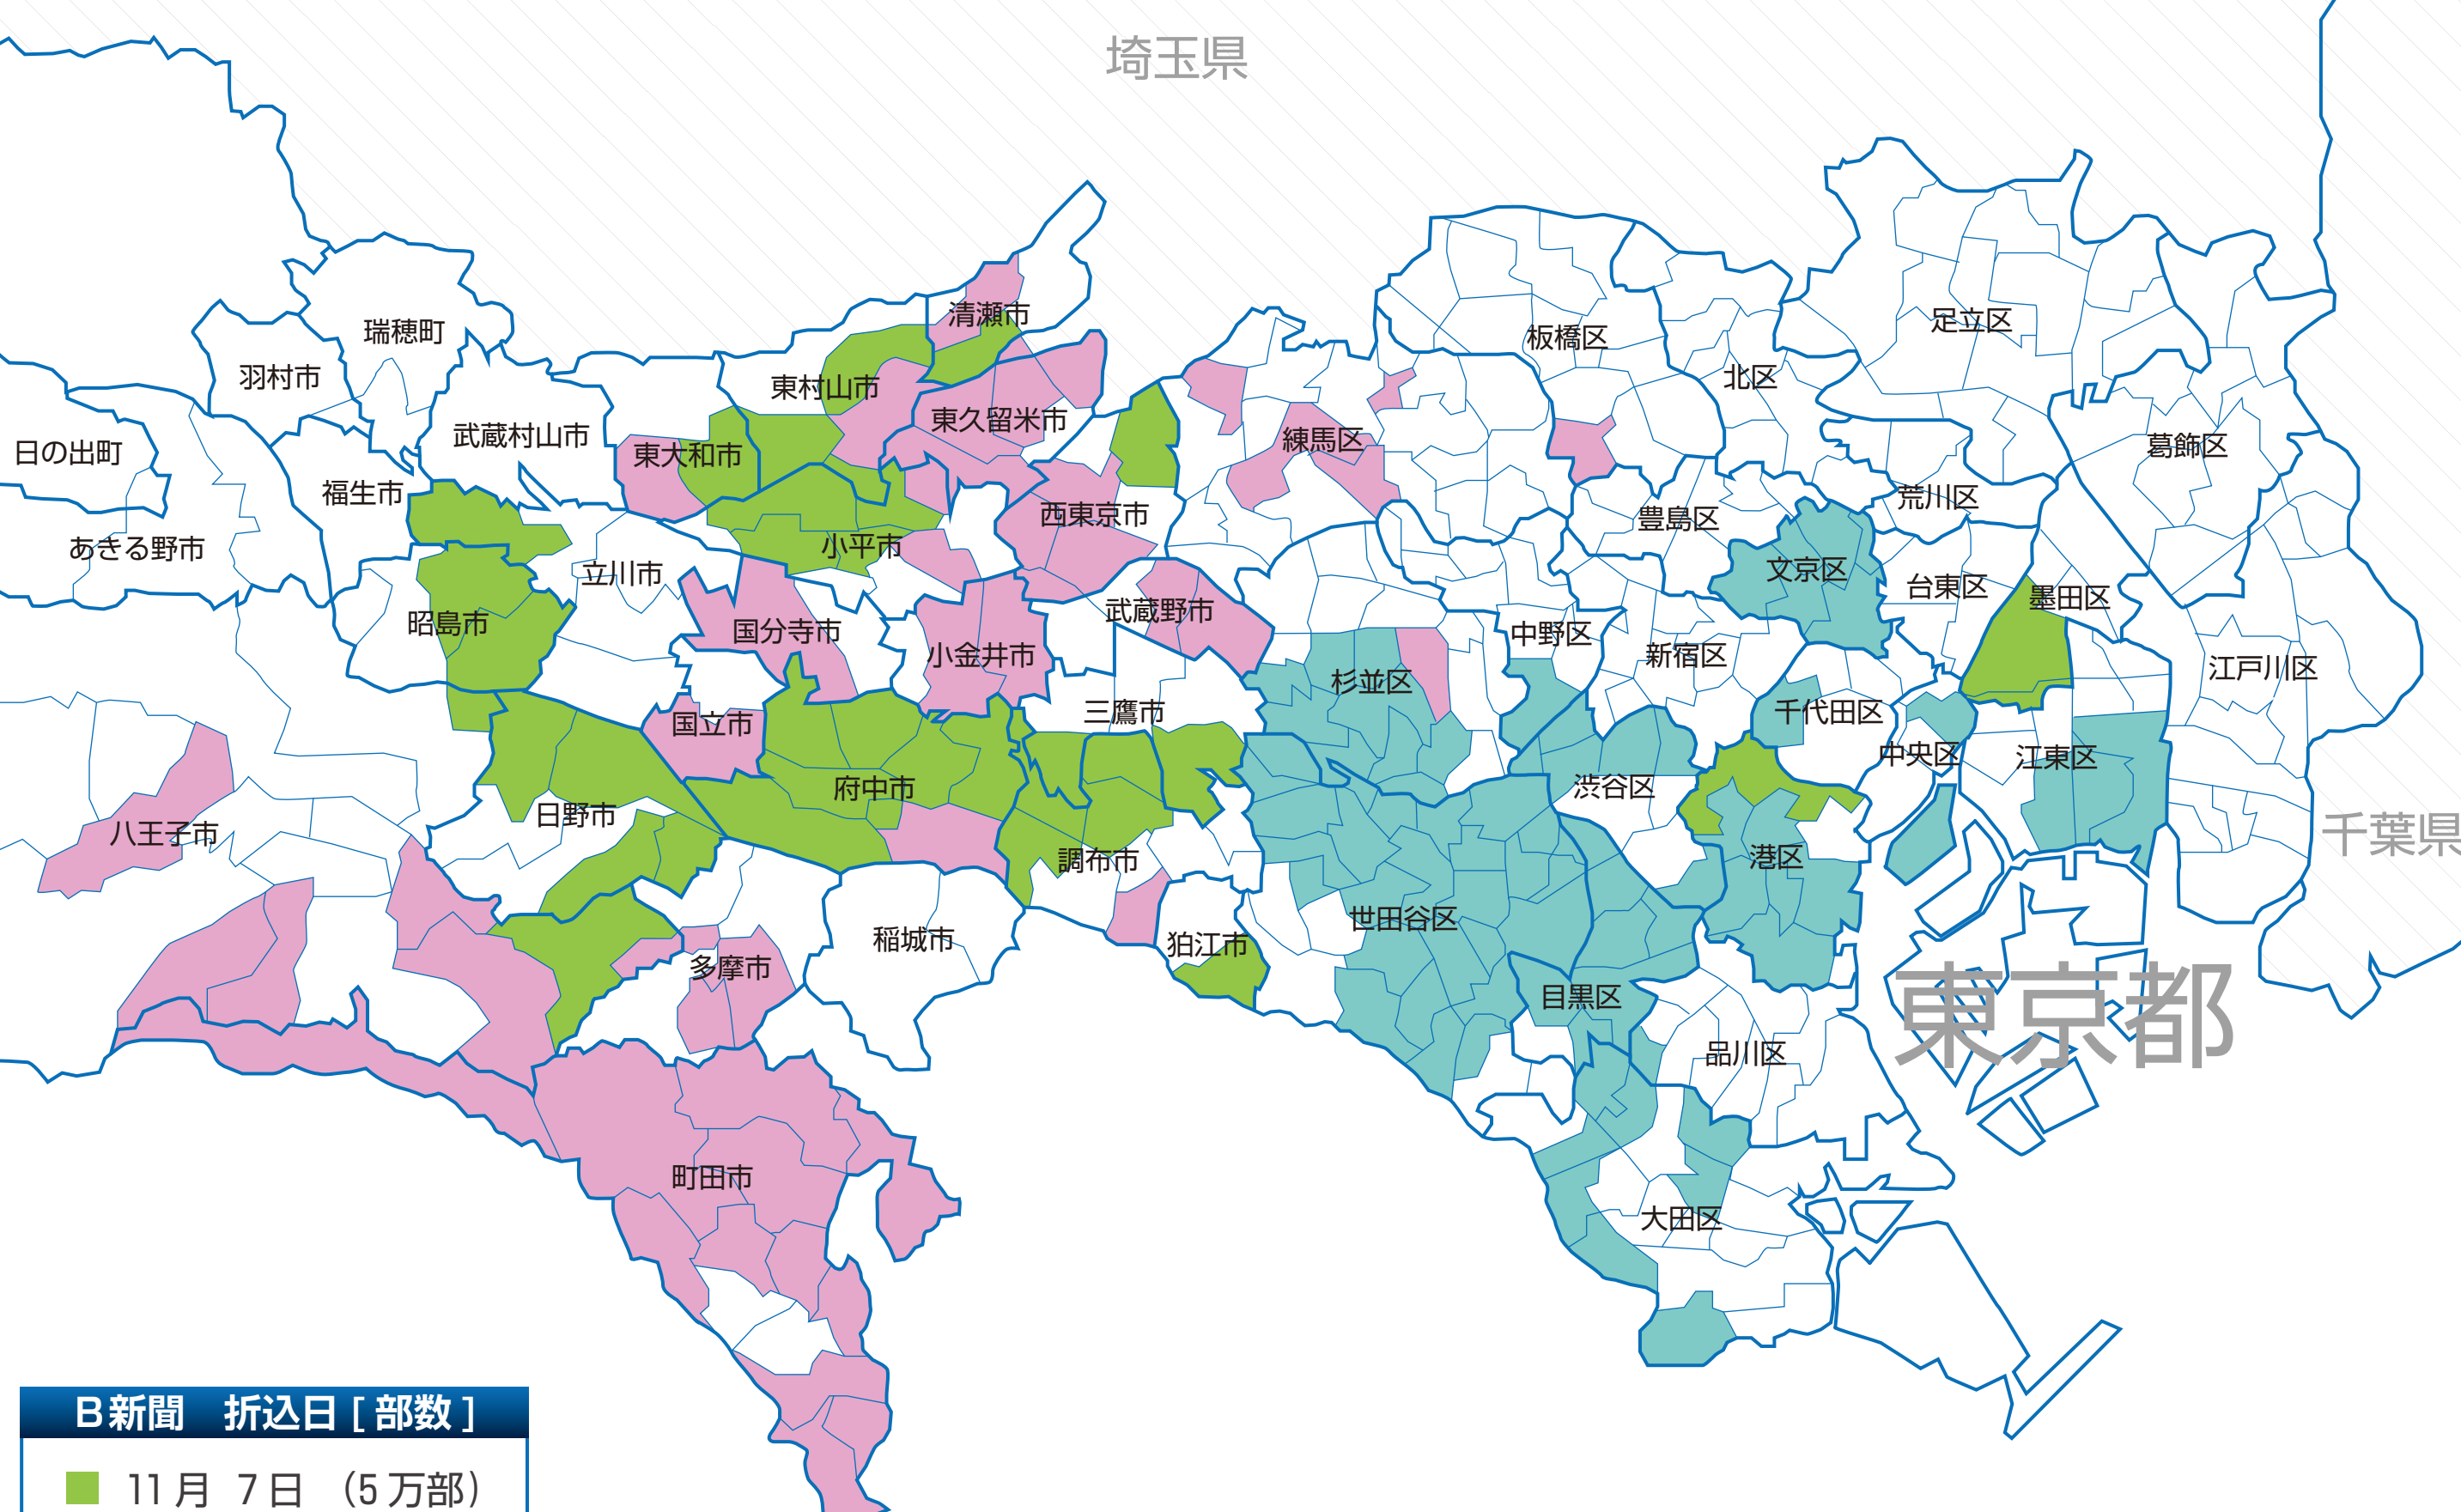 埼玉県
足立区
清瀬市
瑞穂町
板橋区
羽村市
東村山市
北区
東久留米市
武蔵村山市
練馬区
葛飾区
日の出町
東大和市
福生市
荒川区
西東京市
豊島区
あきる野市
小平市
立川市
文京区
台東区
墨田区
武蔵野市
昭島市
国分寺市
中野区
小金井市
新宿区
江戸川区
杉並区
三鷹市
千代田区
国立市
中央区
江東区
府中市
渋谷区
日野市
八王子市
千葉県
調布市
港区
世田谷区
稲城市
狛江市
多摩市
目黒区
東京都
品川区
町田市
大田区
B新聞 折込日 [ 部数 ]
11月 7日 (5万部)